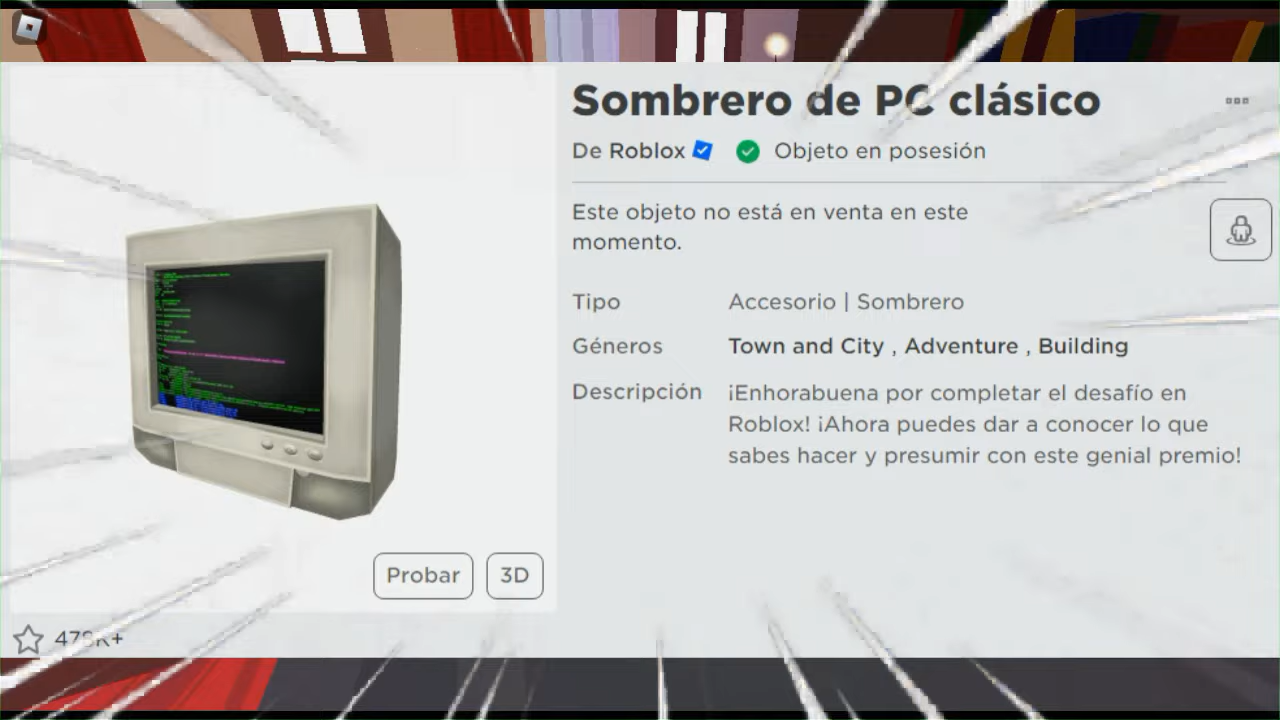 Sombrero de PC clásico
De Roblox Objeto en posesión
Este objeto no está en venta en este
momento.
Tipo Accesorio | Sombrero
Géneros Town and City , Adventure , Building
Descripción ¡Enhorabuena por completar el desafío en
Roblox! ¡Ahora puedes dar a conocer lo que
sabes hacer y presumir con este genial premio!
Probar 3D